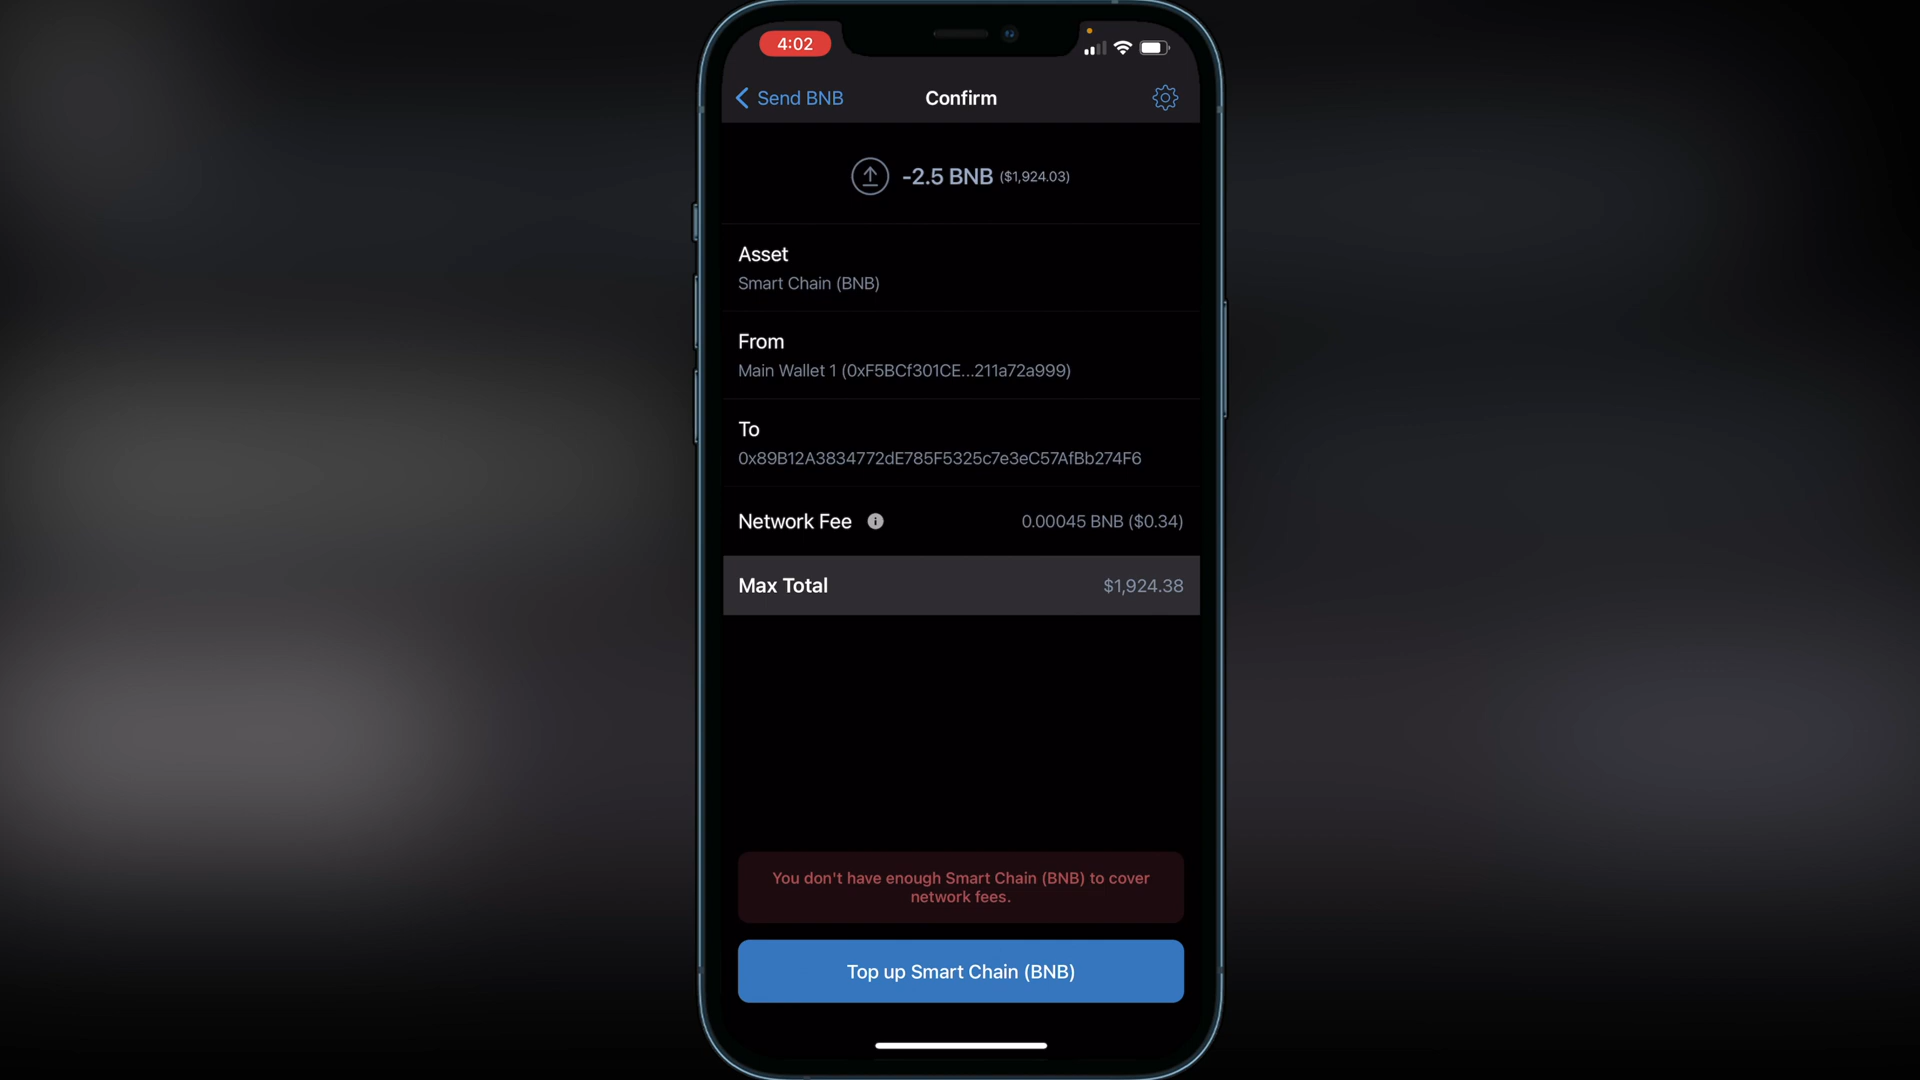 4:02
Send BNB
Confirm
-2.5 BNB ($1,924.03)
Asset
Smart Chain (BNB)
From
Main Wallet 1 (0xF5BCf301CE...211a72a999)
To
0x89B12A3834772dE785F5325c7e3eC57AfBb274F6
Network Fee
0.00045 BNB ($0.34)
Max Total
$1,924.38
You don't have enough Smart Chain (BNB) to cover
network fees.
Top up Smart Chain (BNB)